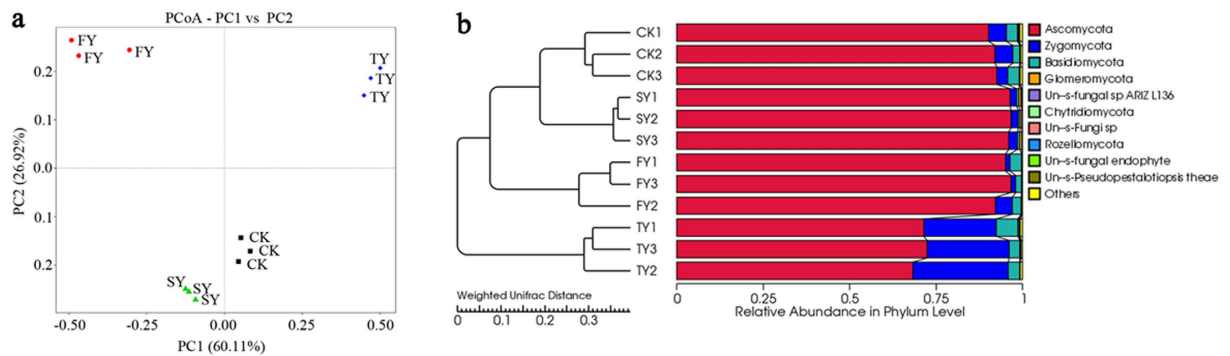 a
PCoA - PC1 vs PC2
FY
FY
FY
TY
TY
TY
CK
CK
CK
SY
SY
SY
0.2
0.1
0.0
0.1
0.2
PC2 (26.92%)
-0.50
-0.25
0.00
0.25
0.50
PC1 (60.11%)
b
CK1
CK2
CK3
SY1
SY2
SY3
FY1
FY3
FY2
TY1
TY3
TY2
Weighted Unifrac Distance
0 0.1 0.2 0.3
0 0.25 0.5 0.75 1
Relative Abundance in Phylum Level
Ascomycota
Zygomycota
Basidiomycota
Glomeromycota
Un--s-fungal sp ARIZ L136
Chytridiomycota
Un--s-Fungi sp
Rozellomycota
Un--s-fungal endophyte
Un--s-Pseudopestalotiopsis theae
Others